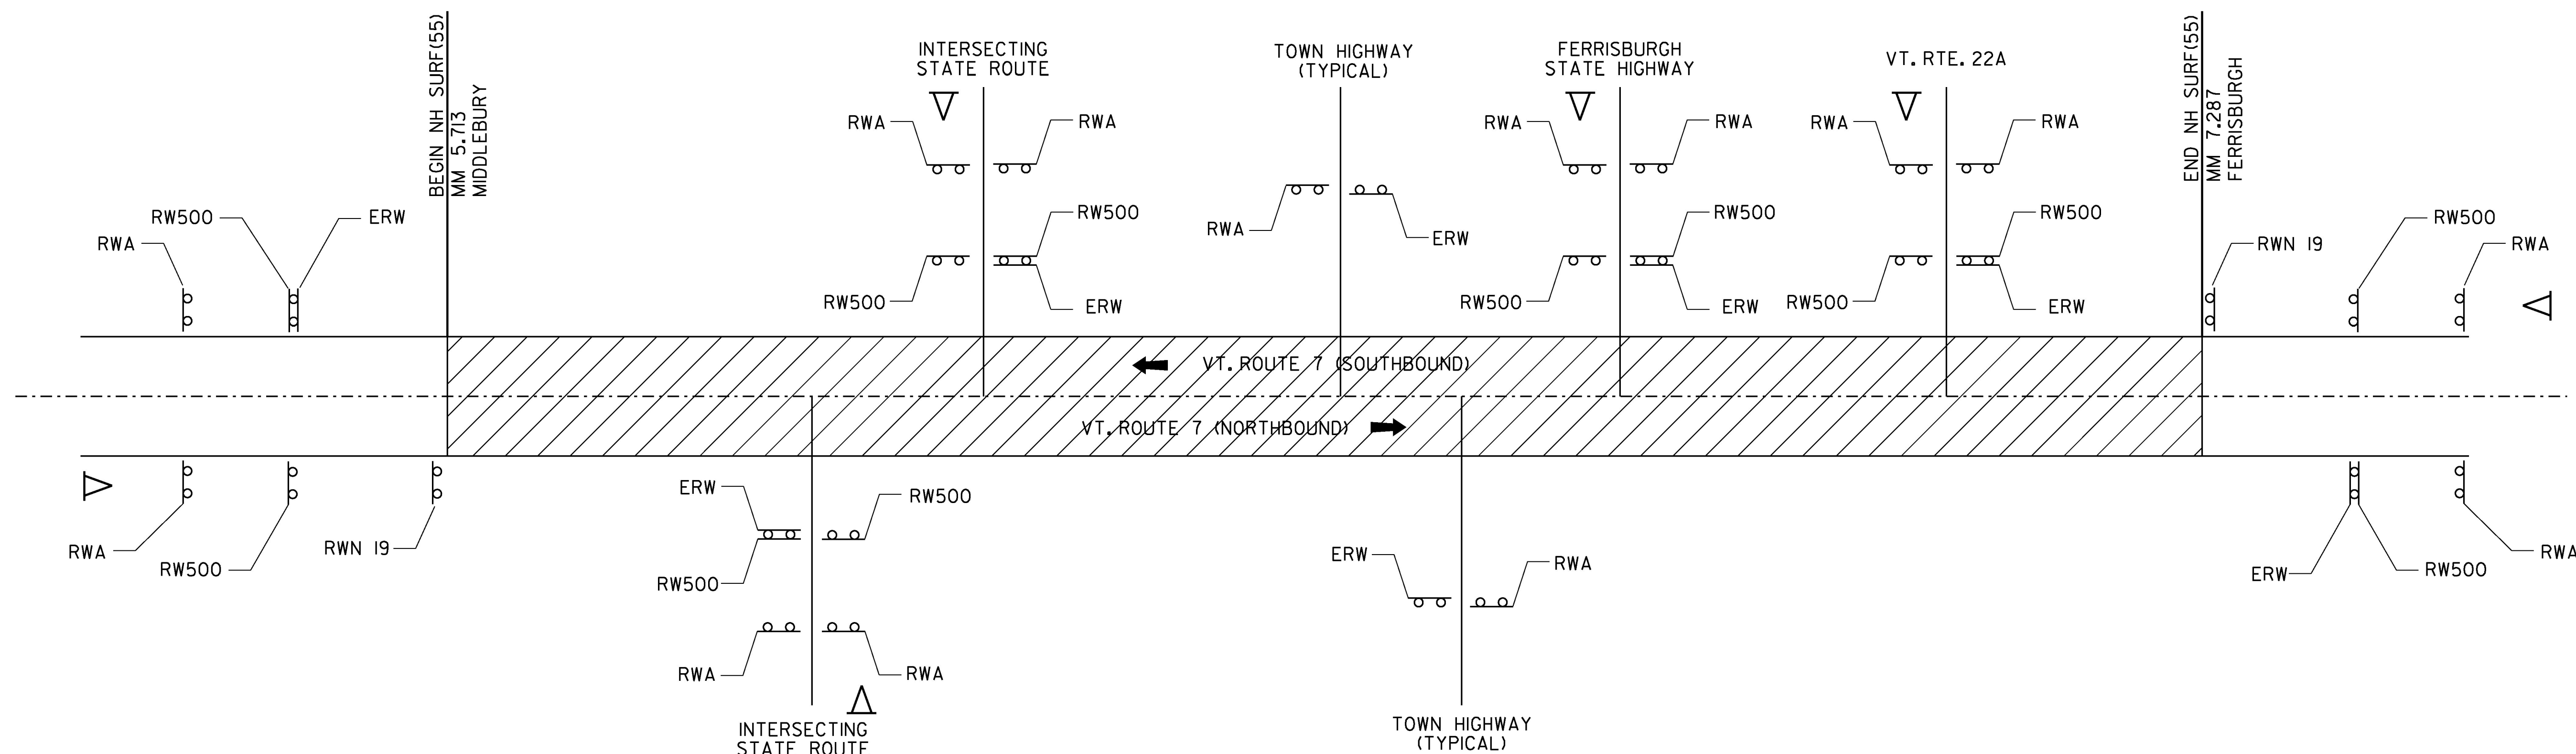 BEGIN NH SURF(55)
MM 5.713
MIDDLEBURY
INTERSECTING
STATE ROUTE
TOWN HIGHWAY
(TYPICAL)
FERRISBURGH
STATE HIGHWAY
VT. RTE. 22A
END NH SURF(55)
MM 7.287
FERRISBURGH
RWA
RWA
RWA
RWA
RWA
RWA
RW500
ERW
RWA
RW500
RW500
ERW
RWA
ERW
RW500
RW500
ERW
RW500
RW500
ERW
RWN 19
RW500
RWA
VT. ROUTE 7 (SOUTHBOUND)
VT. ROUTE 7 (NORTHBOUND)
RWA
RW500
RWN 19
ERW
RW500
RW500
RWA
RWA
INTERSECTING
STATE ROUTE
ERW
RWA
TOWN HIGHWAY
(TYPICAL)
ERW
RW500
RWA